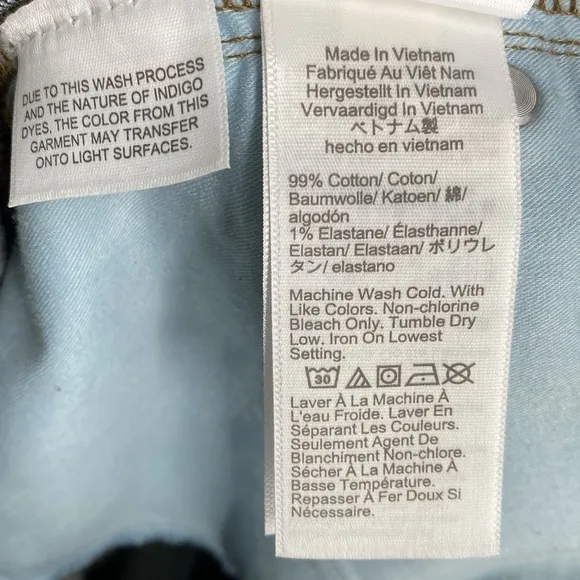 DUE TO THIS WASH PROCESS
AND THE NATURE OF INDIGO
DYES, THE COLOR FROM THIS
GARMENT MAY TRANSFER
ONTO LIGHT SURFACES.
Made In Vietnam
Fabriqué Au Viêt Nam
Hergestellt In Vietnam
Vervaardigd In Vietnam
ベトナム製
hecho en vietnam
99% Cotton/ Coton/
Baumwolle/ Katoen/ 綿/
algodón
1% Elastane/ Élasthanne/
Elastan/ Elastaan/ ポリウレ
タン/ elastano
Machine Wash Cold. With
Like Colors. Non-chlorine
Bleach Only. Tumble Dry
Low. Iron On Lowest
Setting.
30
Laver À La Machine À
L'eau Froide. Laver En
Séparant Les Couleurs.
Seulement Agent De
Blanchiment Non-chlore.
Sécher À La Machine À
Basse Température.
Repasser À Fer Doux Si
Nécessaire.